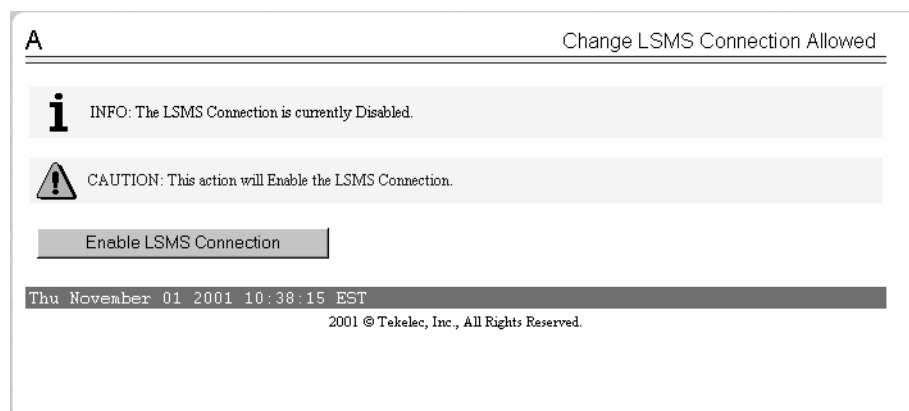 A
Change LSMS Connection Allowed
INFO: The LSMS Connection is currently Disabled.
CAUTION: This action will Enable the LSMS Connection.
Enable LSMS Connection
Thu November 01 2001 10:38:15 EST
2001 © Tekelec, Inc., All Rights Reserved.